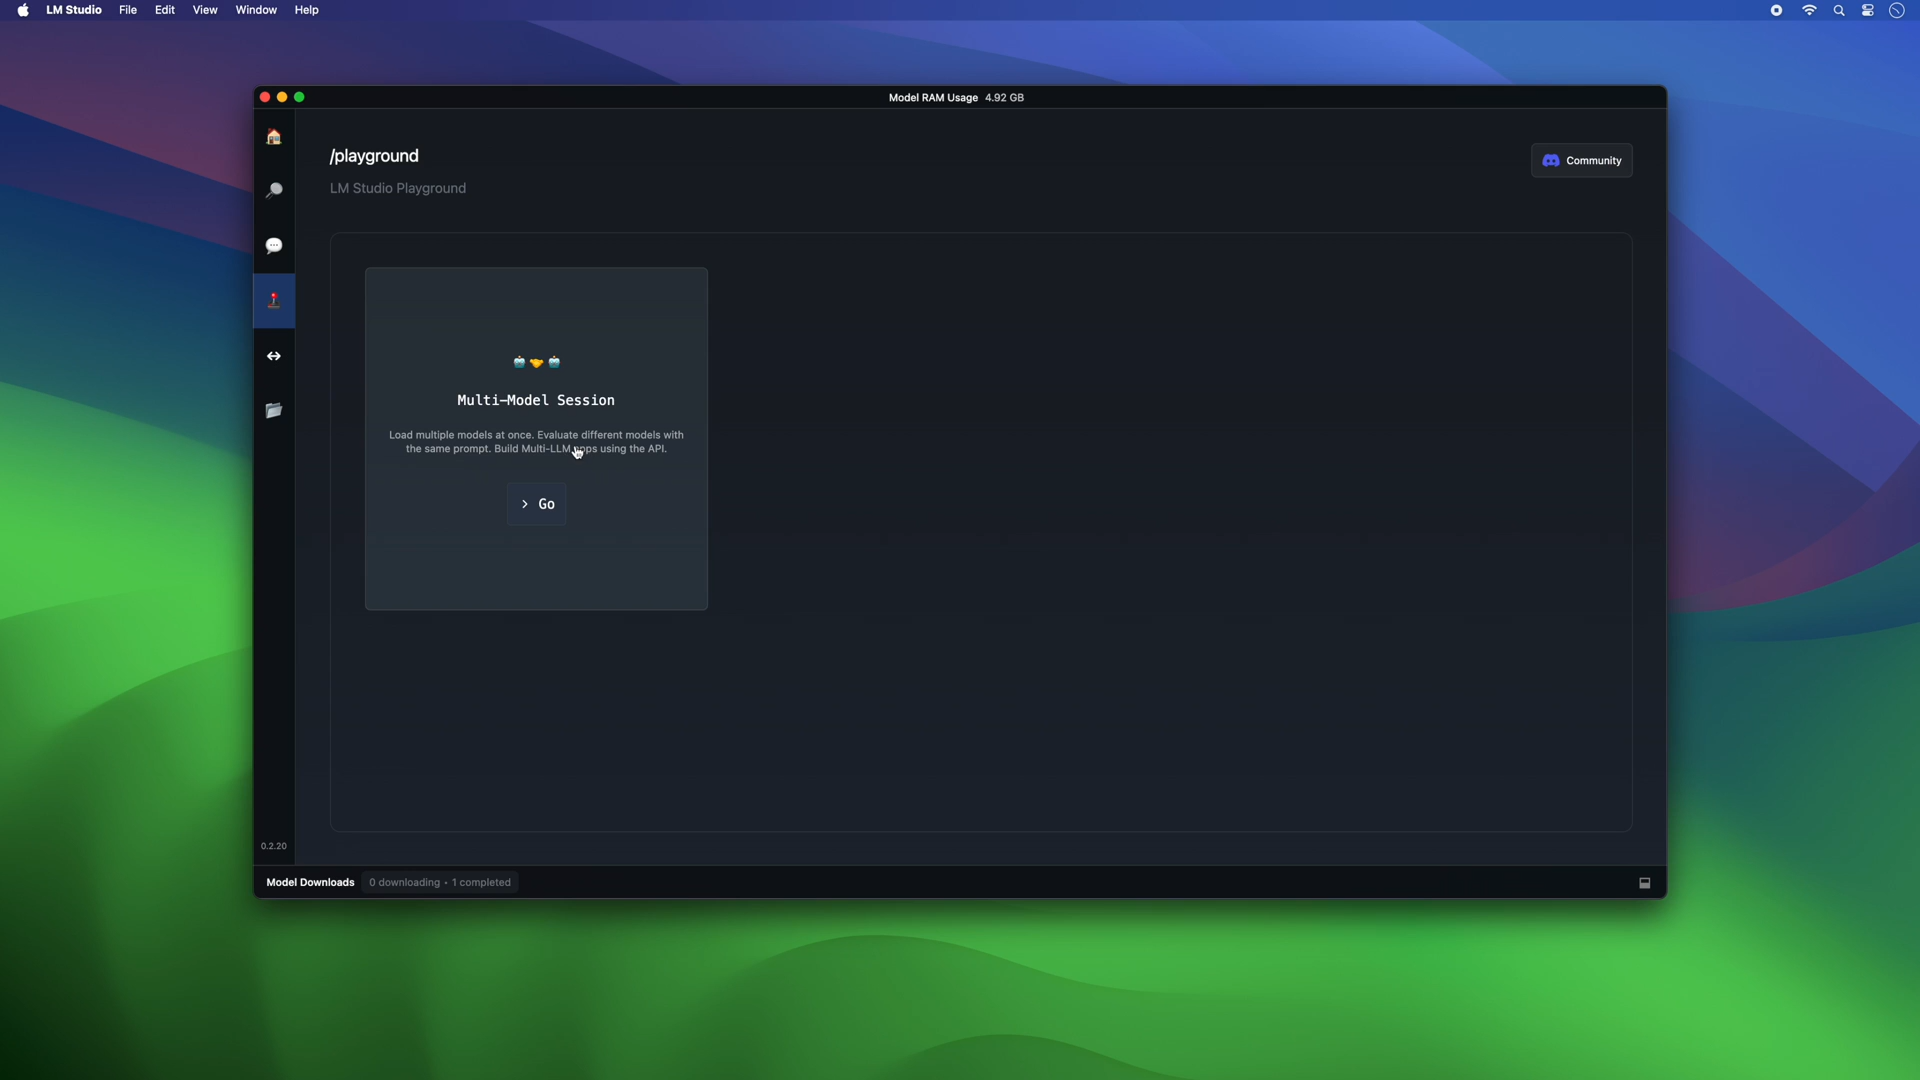 LM Studio File Edit View Window Help
Model RAM Usage 4.92 GB
/playground
Community
LM Studio Playground
Multi-Model Session
Load multiple models at once. Evaluate different models with
the same prompt. Build Multi-LLM apps using the API.
> Go
0.2.20
Model Downloads 0 downloading • 1 completed